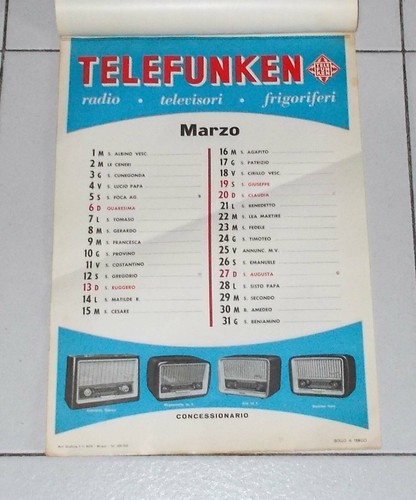 TELEFUNKEN
radio • televisori • frigoriferi
Marzo
1 M S. ALBINO VESC.
2 M LE CENERI
3 G S. CUNEGONDA
4 V S. LUCIO PAPA
5 S S. FOCA AG.
6 D QUARESIMA
7 L S. TOMASO
8 M S. GERARDO
9 M S. FRANCESCA
10 G S. PROVINO
11 V S. COSTANTINO
12 S S. GREGORIO
13 D S. RUGGERO
14 L S. MATILDE R.
15 M S. CESARE
16 M S. AGAPITO
17 G S. PATRIZIO
18 V S. CIRILLO VESC.
19 S S. GIUSEPPE
20 D S. CLAUDIA
21 L S. BENEDETTO
22 M S. LEA MARTIRE
23 M S. FEDELE
24 G S. TIMOTEO
25 V ANNUNC. M.V.
26 S S. EMANUELE
27 D S. AUGUSTA
28 L S. SISTO PAPA
29 M S. SECONDO
30 M B. AMEDEO
31 G S. BENIAMINO
CONCESSIONARIO